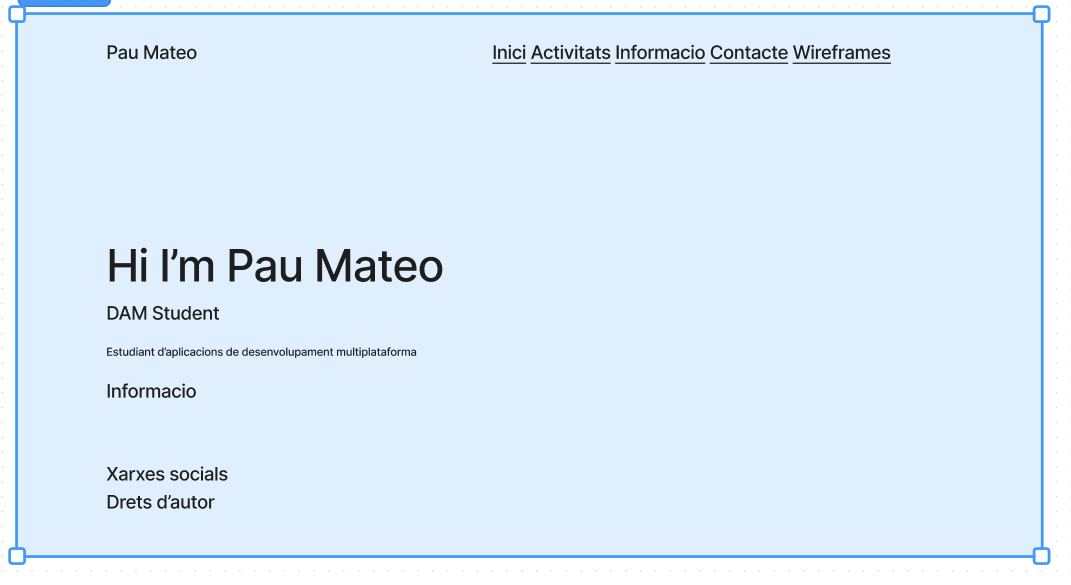 Pau Mateo
Inici Activitats Informacio Contacte Wireframes
Hi I’m Pau Mateo
DAM Student
Estudiant d’aplicacions de desenvolupament multiplataforma
Informacio
Xarxes socials
Drets d’autor